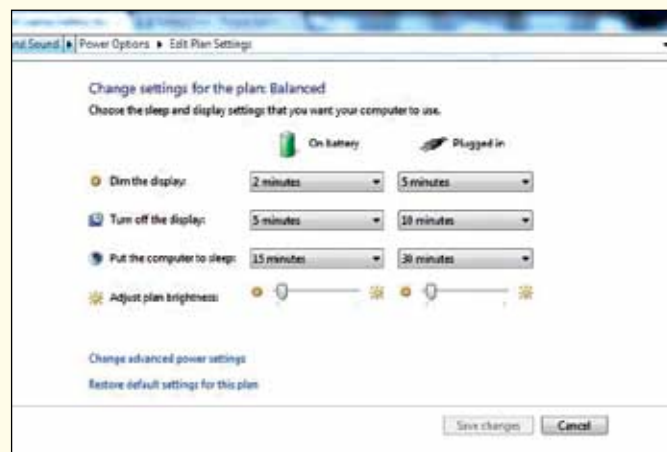 nd Sound ▸ Power Options ▸ Edit Plan Settings
Change settings for the plan: Balanced
Choose the sleep and display settings that you want your computer to use.
On battery Plugged in
Dim the display: 2 minutes 5 minutes
Turn off the display: 5 minutes 10 minutes
Put the computer to sleep: 15 minutes 30 minutes
Adjust plan brightness:
Change advanced power settings
Restore default settings for this plan
Save changes Cancel